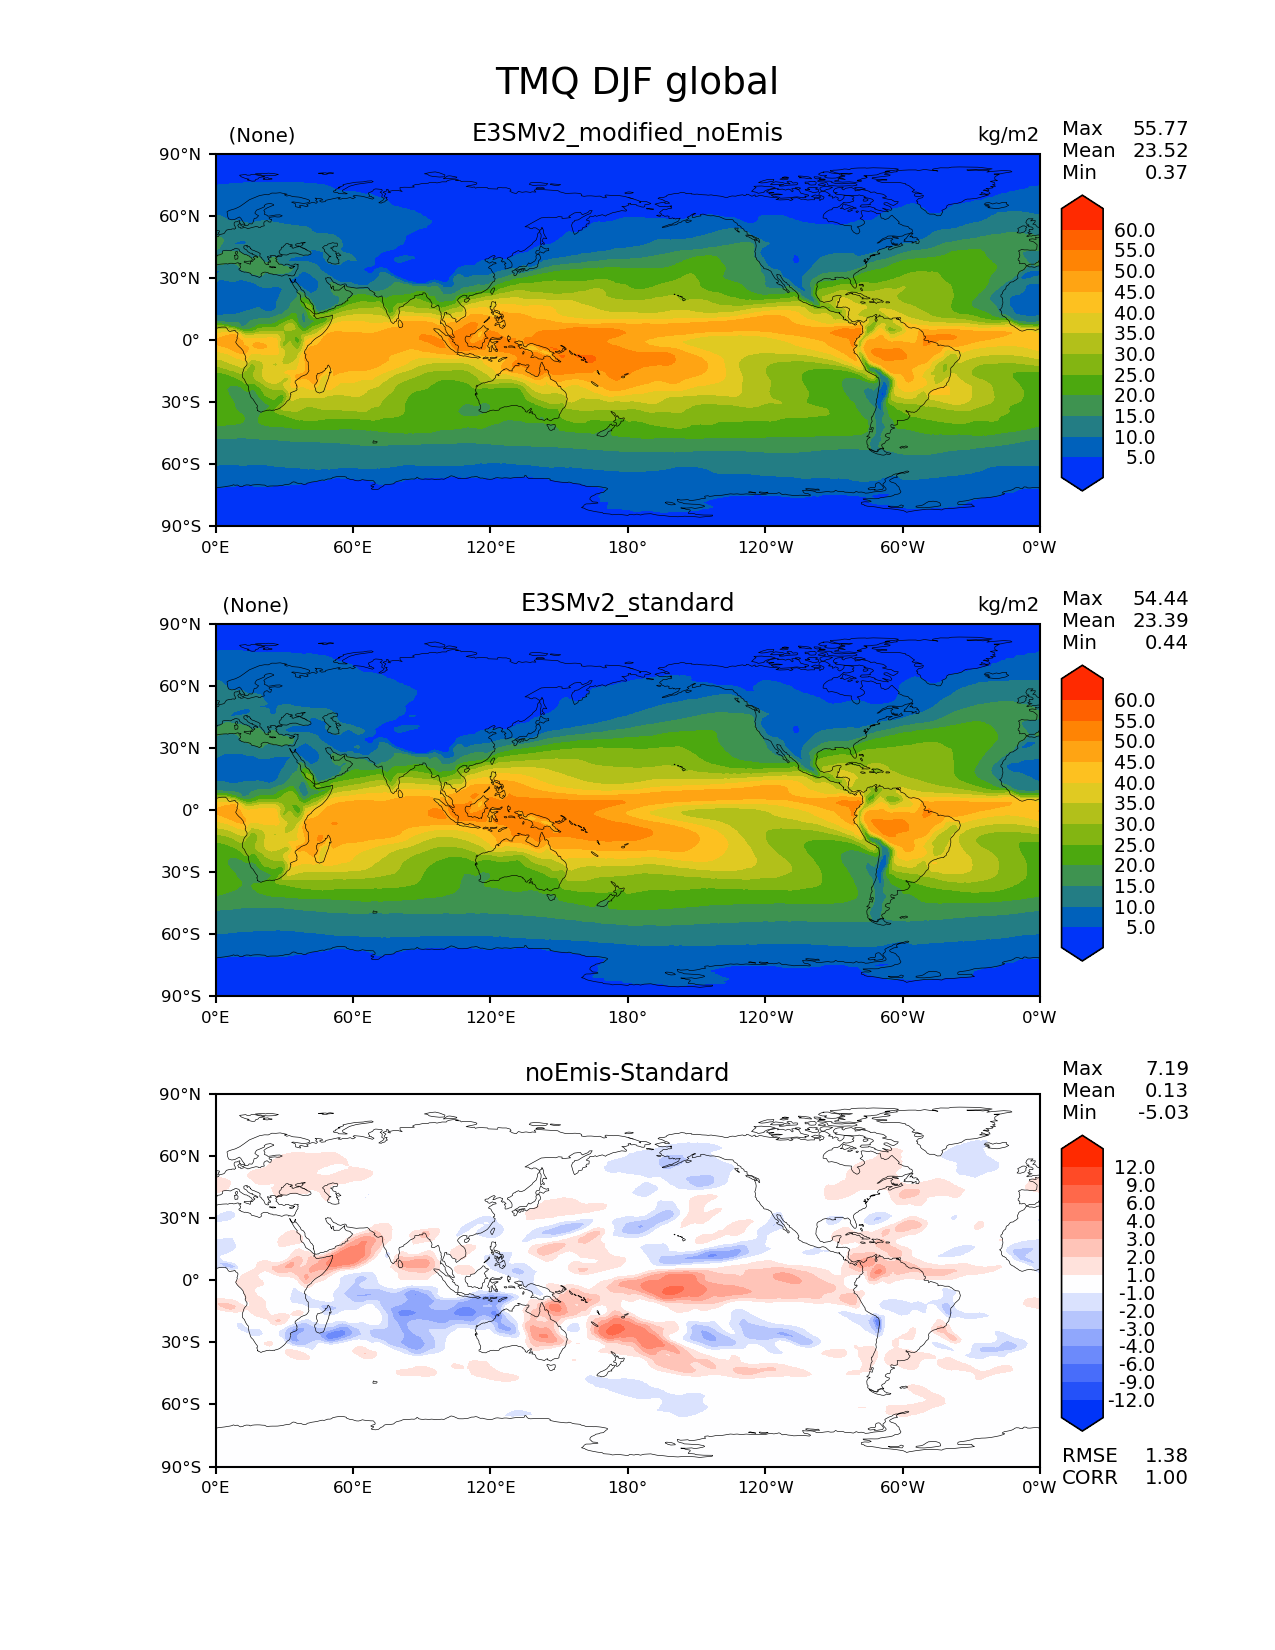 TMQ DJF global
(None) E3SMv2_modified_noEmis kg/m2
Max 55.77
Mean 23.52
Min 0.37
90°N
60°N
30°N
0°
30°S
60°S
90°S
0°E 60°E 120°E 180° 120°W 60°W 0°W
60.0
55.0
50.0
45.0
40.0
35.0
30.0
25.0
20.0
15.0
10.0
5.0
(None) E3SMv2_standard kg/m2
Max 54.44
Mean 23.39
Min 0.44
90°N
60°N
30°N
0°
30°S
60°S
90°S
0°E 60°E 120°E 180° 120°W 60°W 0°W
60.0
55.0
50.0
45.0
40.0
35.0
30.0
25.0
20.0
15.0
10.0
5.0
noEmis-Standard
Max 7.19
Mean 0.13
Min -5.03
90°N
60°N
30°N
0°
30°S
60°S
90°S
0°E 60°E 120°E 180° 120°W 60°W 0°W
12.0
9.0
6.0
4.0
3.0
2.0
1.0
-1.0
-2.0
-3.0
-4.0
-6.0
-9.0
-12.0
RMSE 1.38
CORR 1.00